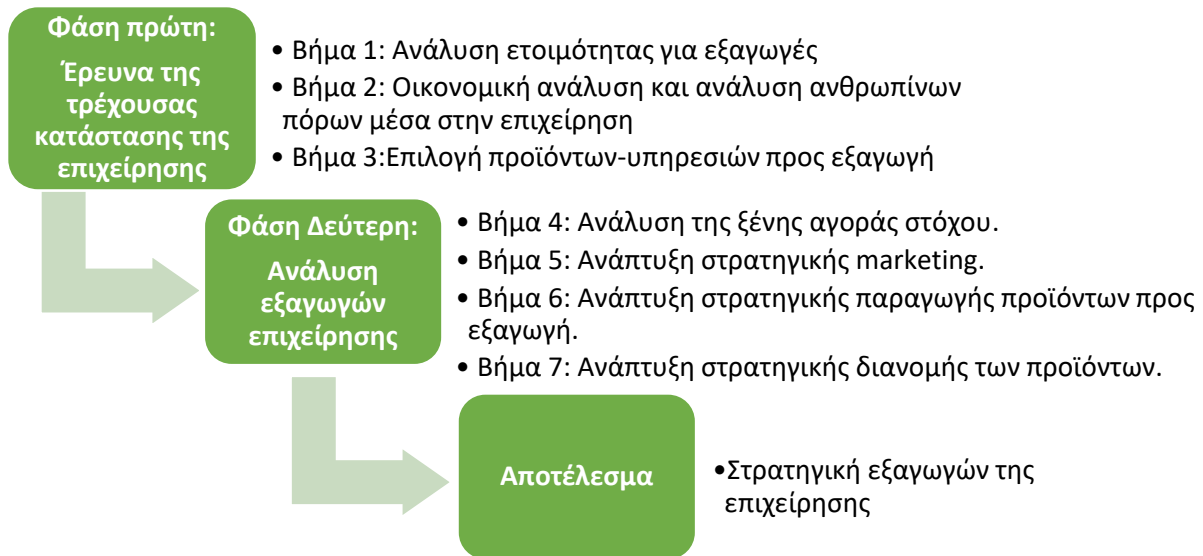 Φάση πρώτη:
Έρευνα της
τρέχουσας
κατάστασης της
επιχείρησης
• Βήμα 1: Ανάλυση ετοιμότητας για εξαγωγές
• Βήμα 2: Οικονομική ανάλυση και ανάλυση ανθρωπίνων
πόρων μέσα στην επιχείρηση
• Βήμα 3:Επιλογή προϊόντων-υπηρεσιών προς εξαγωγή
Φάση Δεύτερη:
Ανάλυση
εξαγωγών
επιχείρησης
• Βήμα 4: Ανάλυση της ξένης αγοράς στόχου.
• Βήμα 5: Ανάπτυξη στρατηγικής marketing.
• Βήμα 6: Ανάπτυξη στρατηγικής παραγωγής προϊόντων προς
εξαγωγή.
• Βήμα 7: Ανάπτυξη στρατηγικής διανομής των προϊόντων.
Αποτέλεσμα
•Στρατηγική εξαγωγών της
επιχείρησης